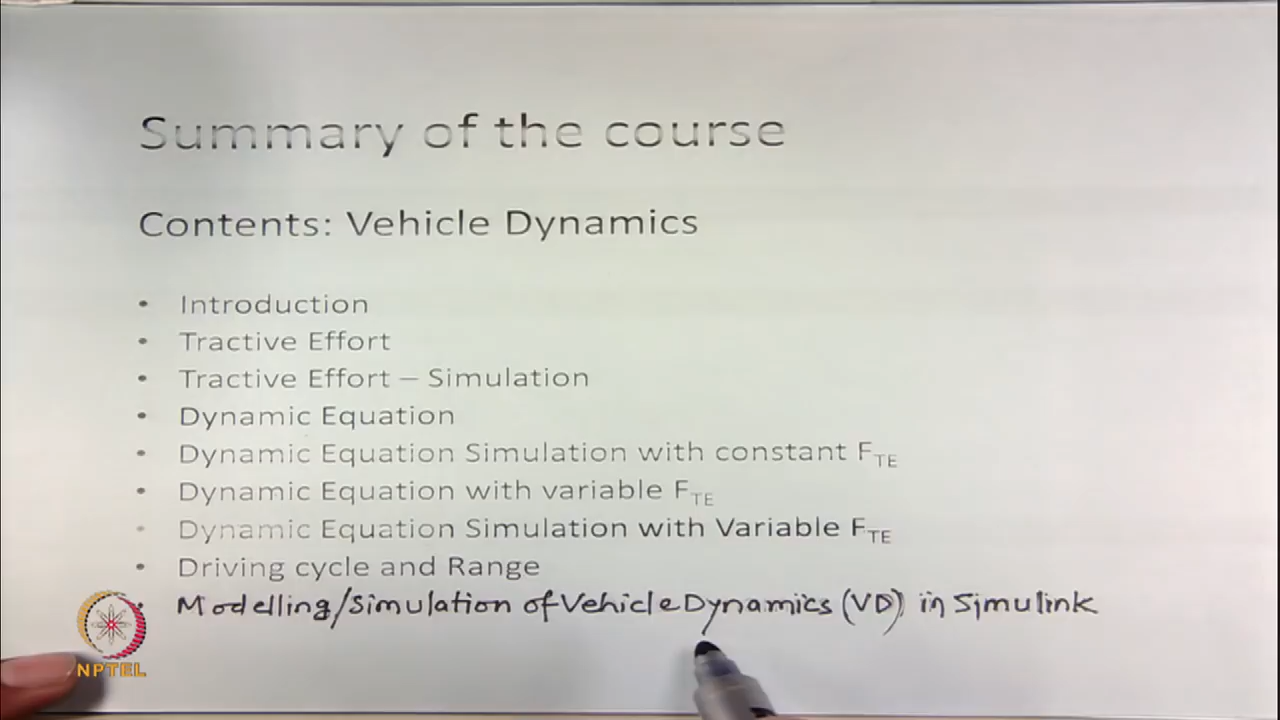 Summary of the course
Contents: Vehicle Dynamics
• Introduction
• Tractive Effort
• Tractive Effort – Simulation
• Dynamic Equation
• Dynamic Equation Simulation with constant FTE
• Dynamic Equation with variable FTE
• Dynamic Equation Simulation with Variable FTE
• Driving cycle and Range
• Modelling/Simulation of Vehicle Dynamics (VD) in Simulink
NPTEL